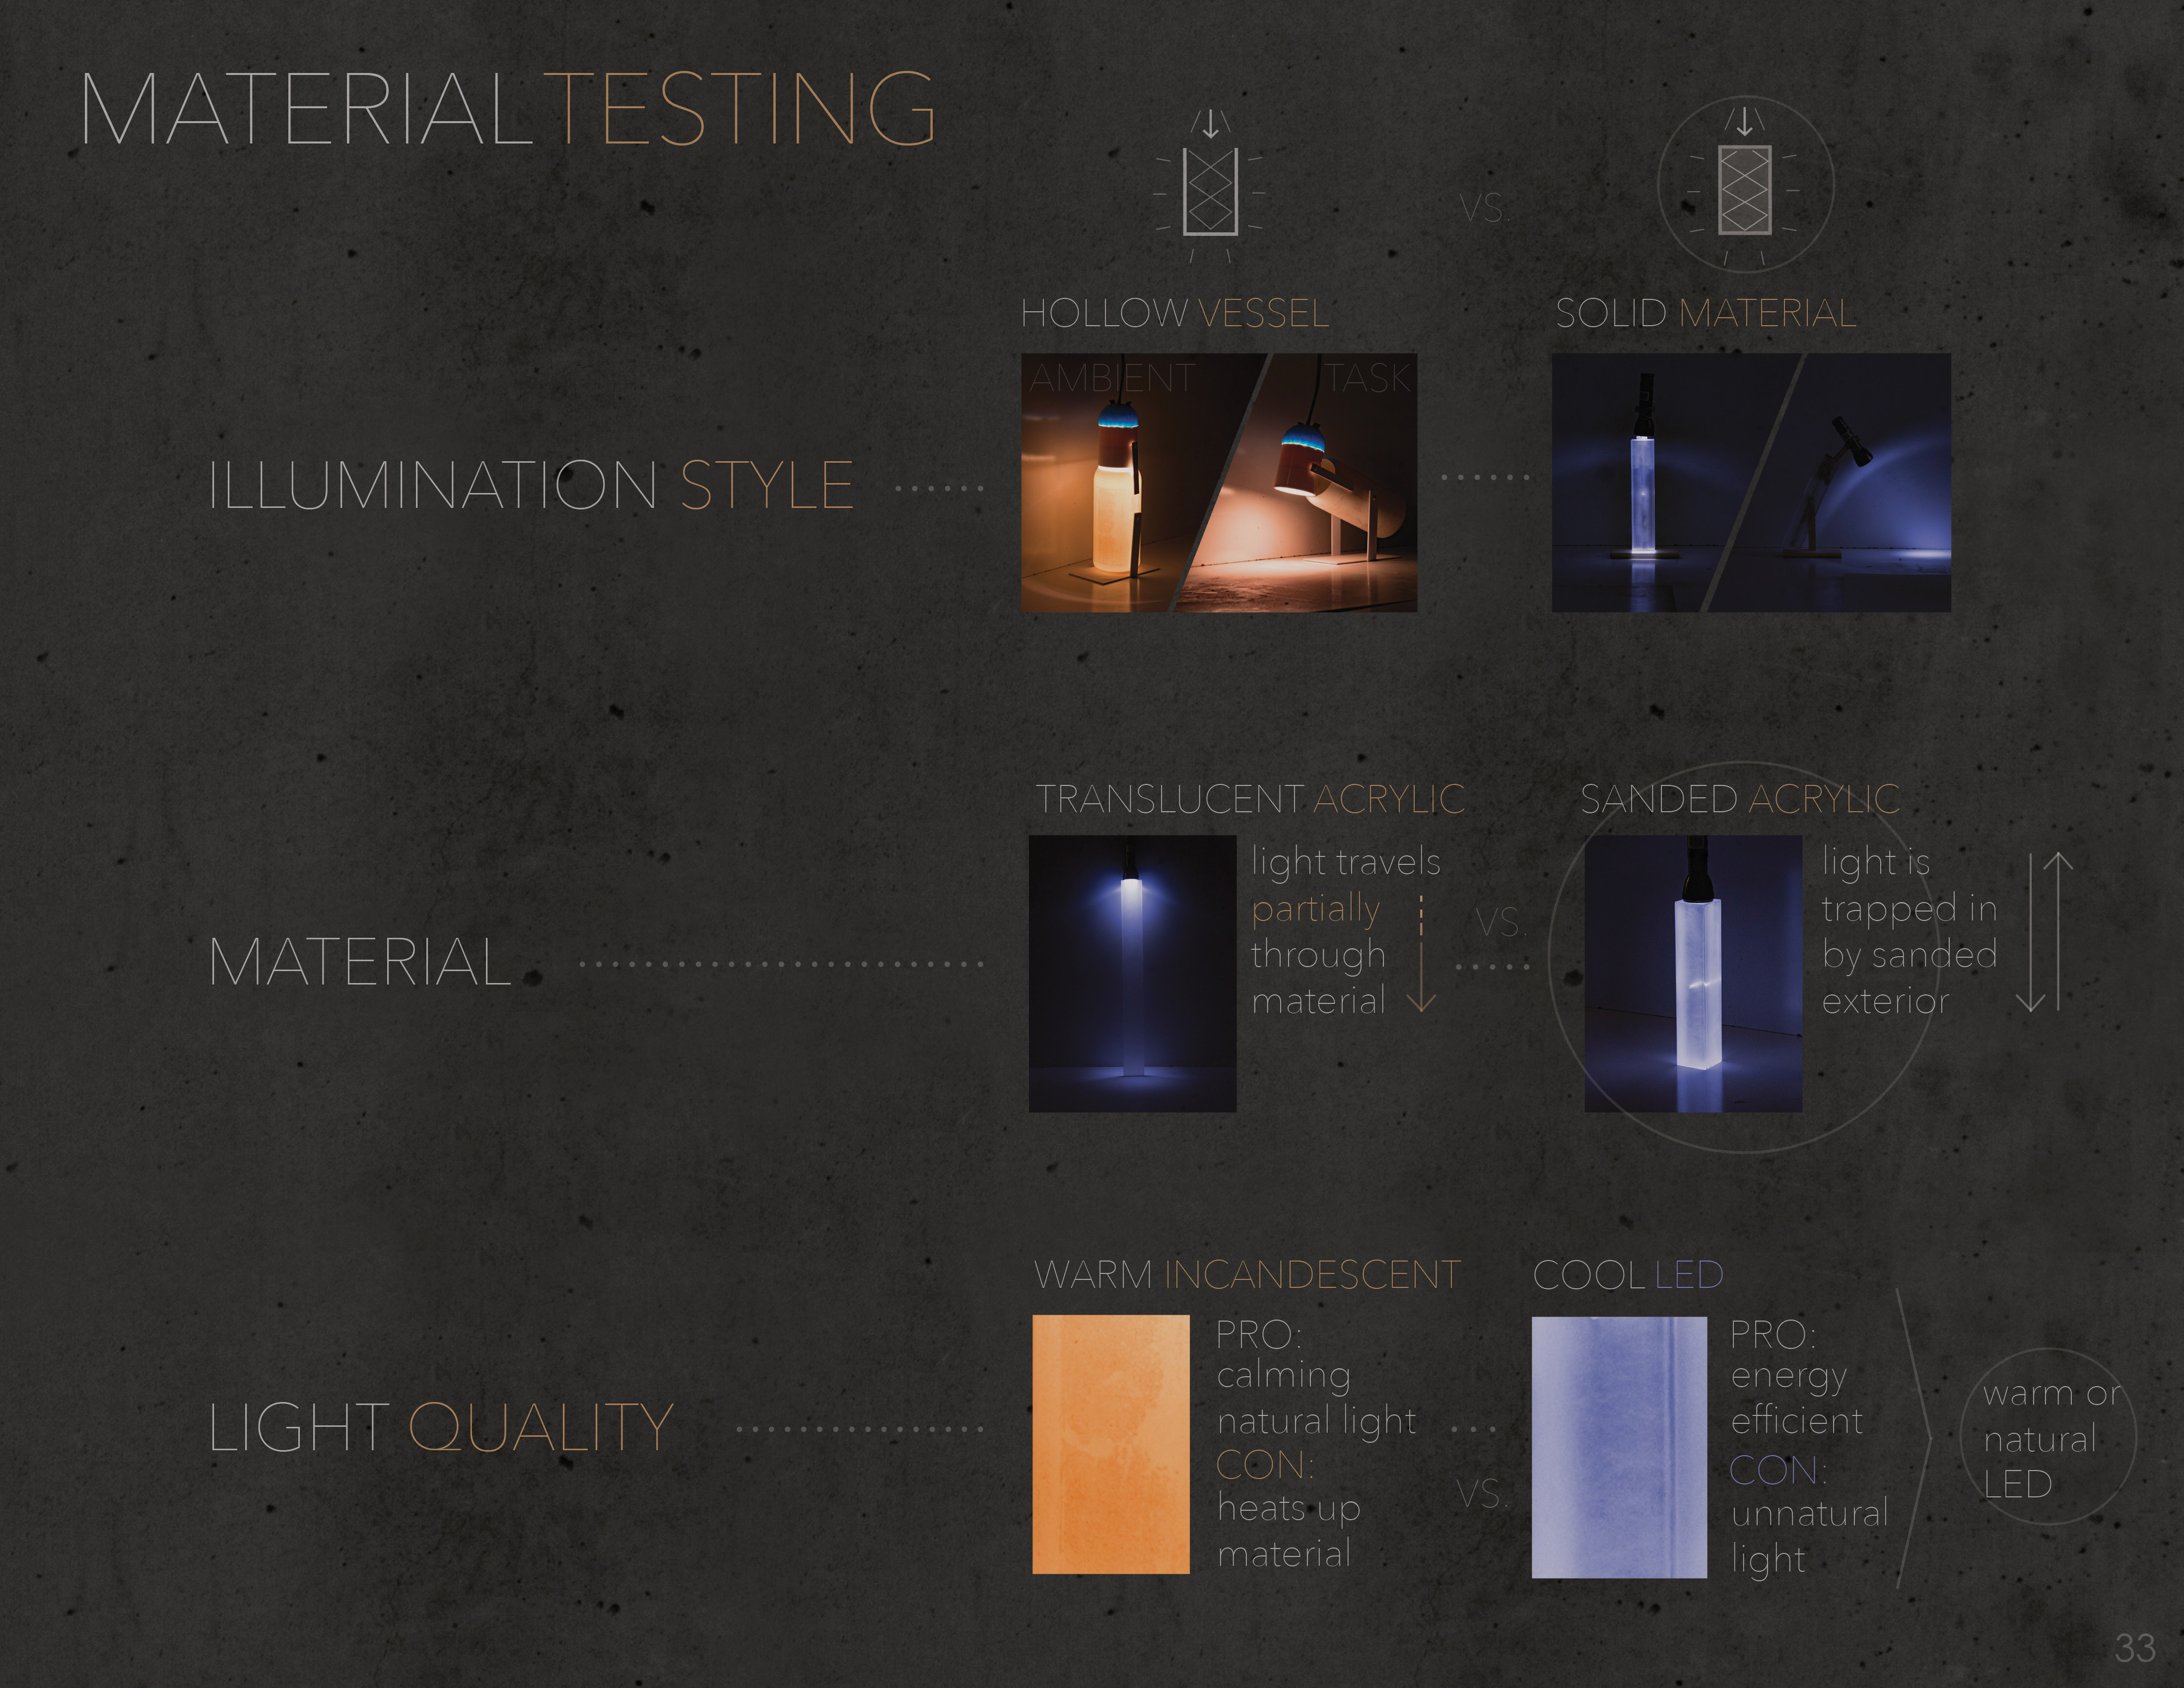 MATERIAL TESTING
VS.
HOLLOW VESSEL
SOLID MATERIAL
AMBIENT
TASK
ILLUMINATION STYLE
TRANSLUCENT ACRYLIC
light travels
partially
through
material
VS.
SANDED ACRYLIC
light is
trapped in
by sanded
exterior
MATERIAL
WARM INCANDESCENT
PRO:
calming
natural light
CON:
heats up
material
VS.
COOL LED
PRO:
energy
efficient
CON:
unnatural
light
warm or
natural
LED
LIGHT QUALITY
33